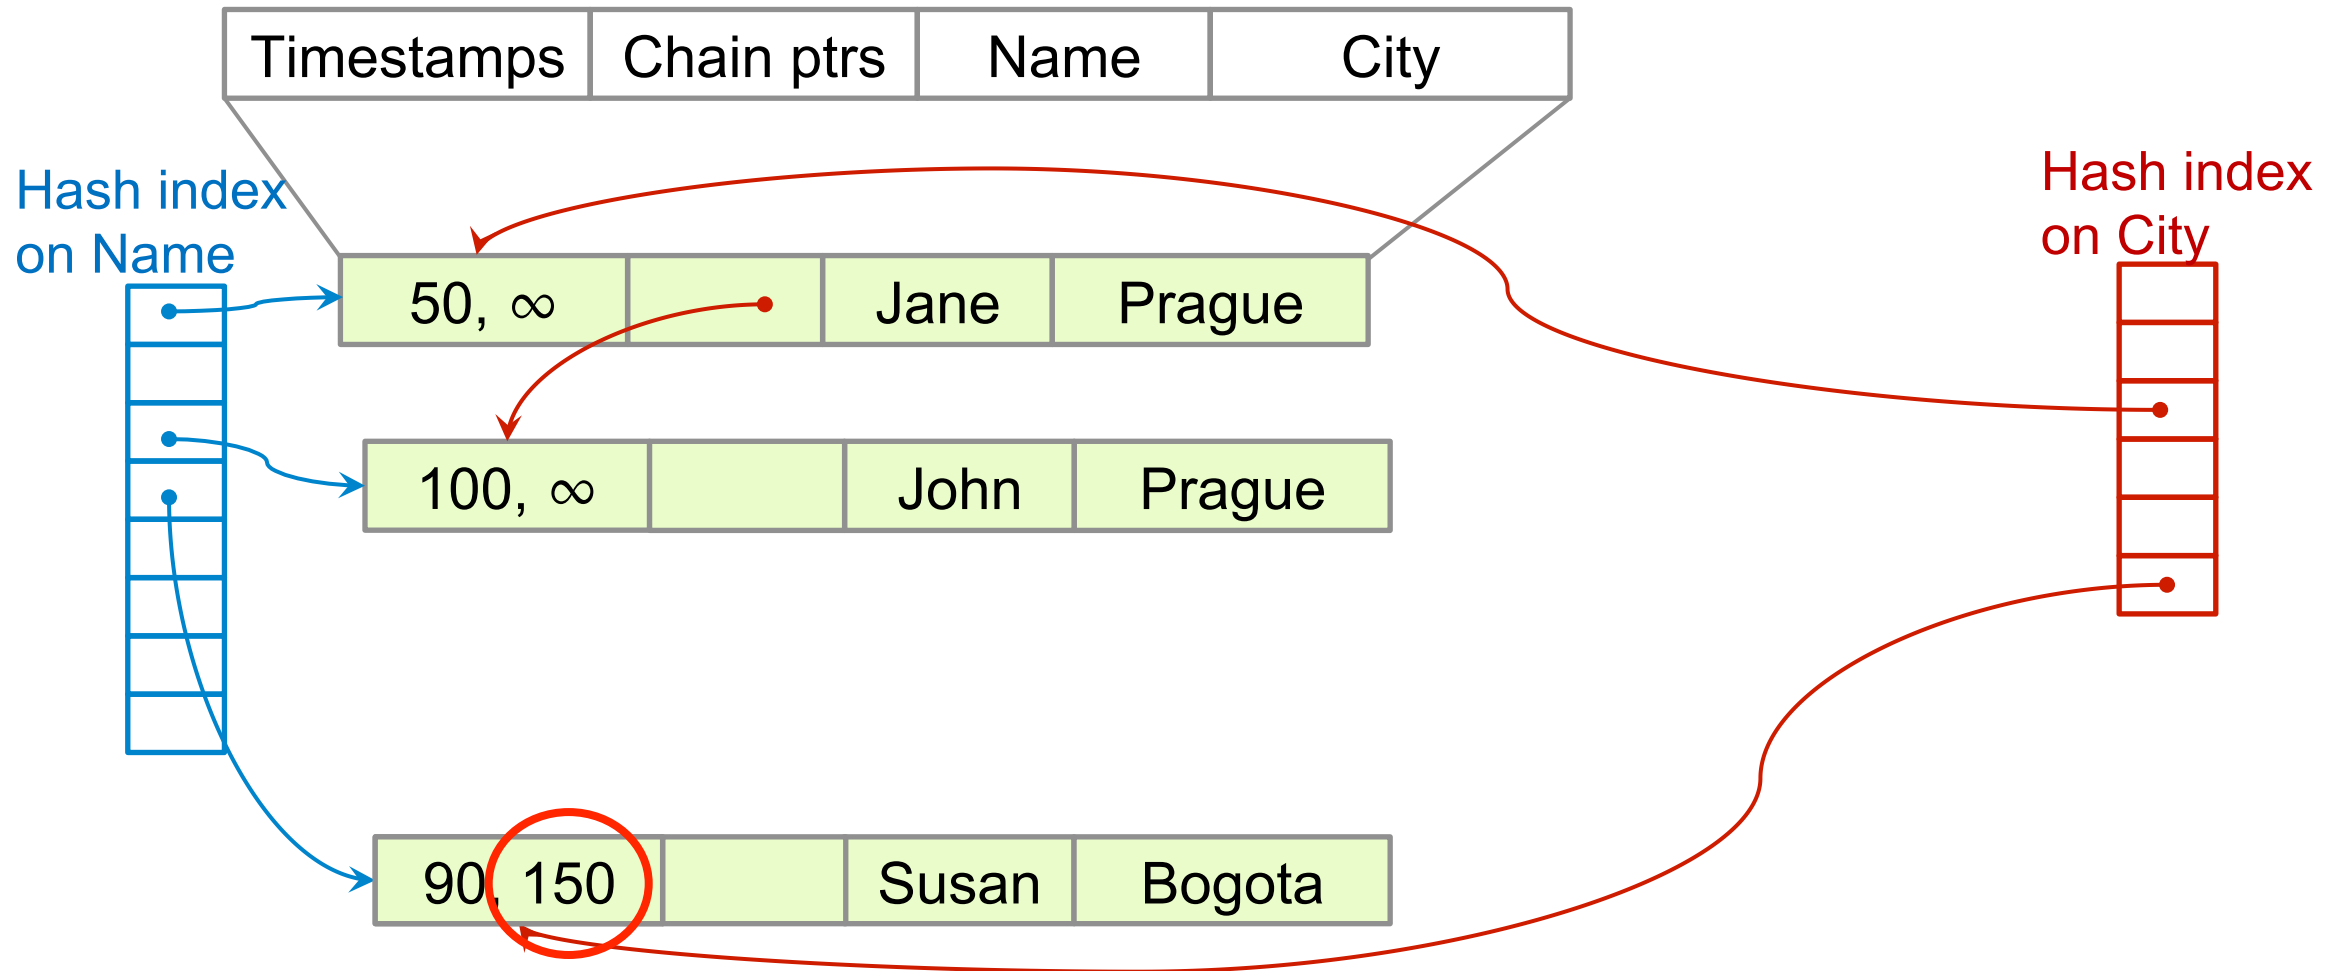 Timestamps Chain ptrs Name City
Hash index
on Name
Hash index
on City
50, ∞ Jane Prague
100, ∞ John Prague
90, 150 Susan Bogota